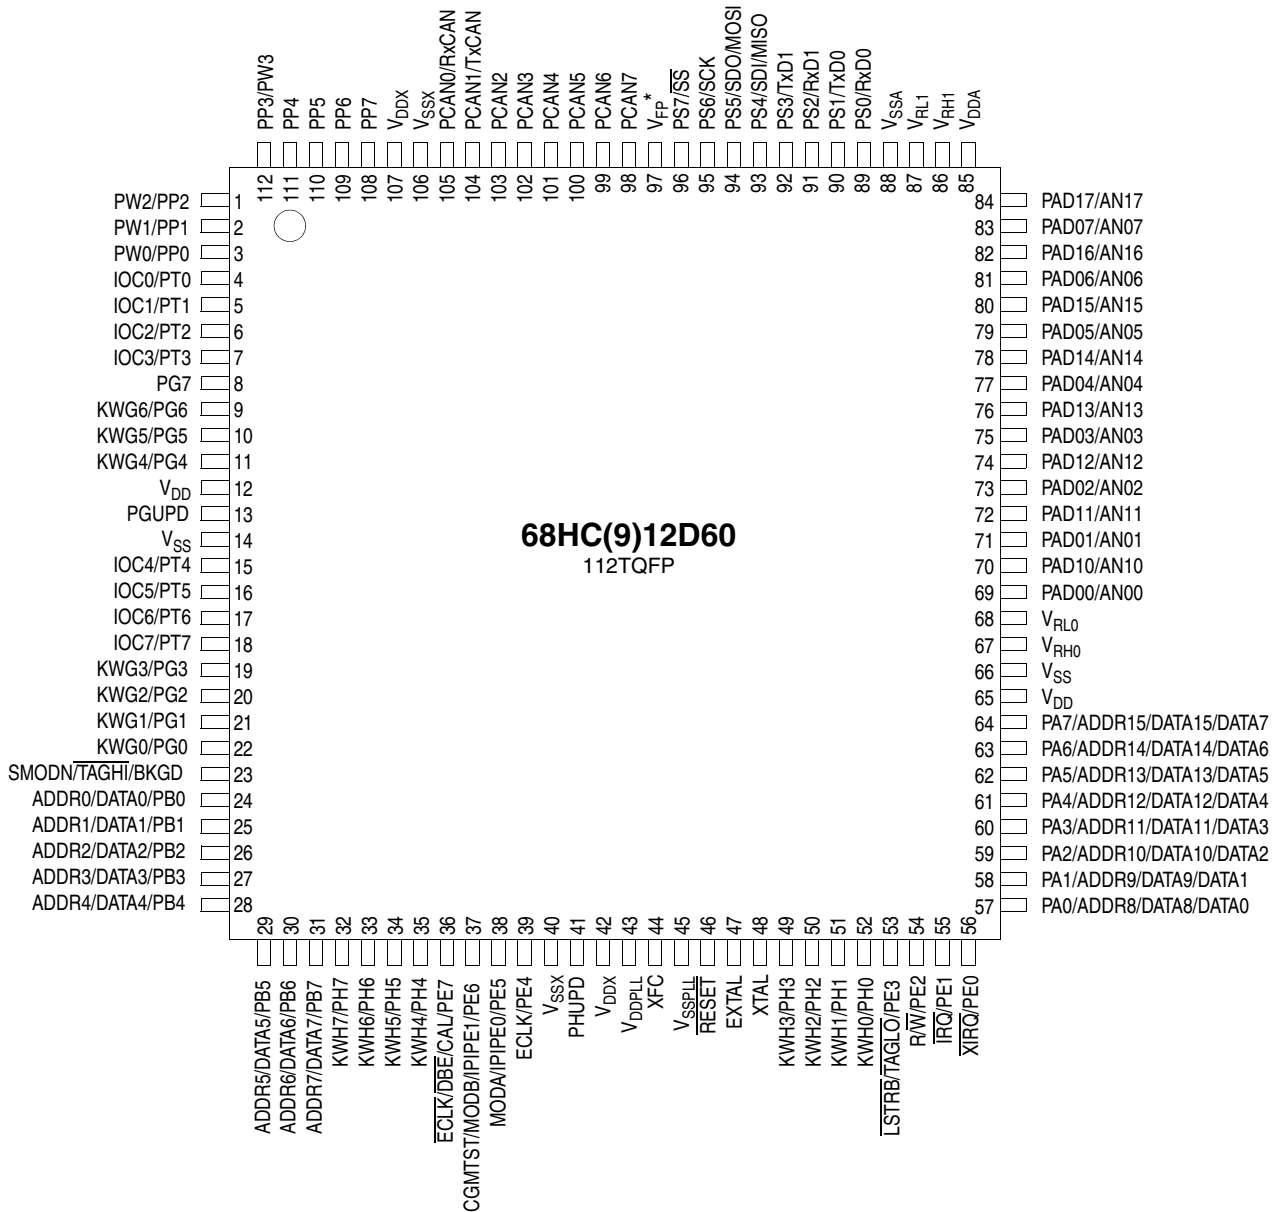 PP3/PW3
PP4
PP5
PP6
PP7
VDDX
VSSX
PCAN0/RxCAN
PCAN1/TxCAN
PCAN2
PCAN3
PCAN4
PCAN5
PCAN6
PCAN7
VFP*
PS7/SS
PS6/SCK
PS5/SDO/MOSI
PS4/SDI/MISO
PS3/TxD1
PS2/RxD1
PS1/TxD0
PS0/RxD0
VSSA
VRL1
VRH1
VDDA
112
111
110
109
108
107
106
105
104
103
102
101
100
99
98
97
96
95
94
93
92
91
90
89
88
87
86
85
PW2/PP2 1
PW1/PP1 2
PW0/PP0 3
IOC0/PT0 4
IOC1/PT1 5
IOC2/PT2 6
IOC3/PT3 7
PG7 8
KWG6/PG6 9
KWG5/PG5 10
KWG4/PG4 11
VDD 12
PGUPD 13
VSS 14
IOC4/PT4 15
IOC5/PT5 16
IOC6/PT6 17
IOC7/PT7 18
KWG3/PG3 19
KWG2/PG2 20
KWG1/PG1 21
KWG0/PG0 22
SMODN/TAGHI/BKGD 23
ADDR0/DATA0/PB0 24
ADDR1/DATA1/PB1 25
ADDR2/DATA2/PB2 26
ADDR3/DATA3/PB3 27
ADDR4/DATA4/PB4 28
68HC(9)12D60
112TQFP
84 PAD17/AN17
83 PAD07/AN07
82 PAD16/AN16
81 PAD06/AN06
80 PAD15/AN15
79 PAD05/AN05
78 PAD14/AN14
77 PAD04/AN04
76 PAD13/AN13
75 PAD03/AN03
74 PAD12/AN12
73 PAD02/AN02
72 PAD11/AN11
71 PAD01/AN01
70 PAD10/AN10
69 PAD00/AN00
68 VRL0
67 VRH0
66 VSS
65 VDD
64 PA7/ADDR15/DATA15/DATA7
63 PA6/ADDR14/DATA14/DATA6
62 PA5/ADDR13/DATA13/DATA5
61 PA4/ADDR12/DATA12/DATA4
60 PA3/ADDR11/DATA11/DATA3
59 PA2/ADDR10/DATA10/DATA2
58 PA1/ADDR9/DATA9/DATA1
57 PA0/ADDR8/DATA8/DATA0
29
30
31
32
33
34
35
36
37
38
39
40
41
42
43
44
45
46
47
48
49
50
51
52
53
54
55
56
ADDR5/DATA5/PB5
ADDR6/DATA6/PB6
ADDR7/DATA7/PB7
KWH7/PH7
KWH6/PH6
KWH5/PH5
KWH4/PH4
ECLK/DBE/CAL/PE7
CGMTST/MODB/IPIPE1/PE6
MODA/IPIPE0/PE5
ECLK/PE4
VSSX
PHUPD
VDDX
VDDPLL
XFC
VSSPLL
RESET
EXTAL
XTAL
KWH3/PH3
KWH2/PH2
KWH1/PH1
KWH0/PH0
LSTRB/TAGLO/PE3
R/W/PE2
IRQ/PE1
XIRQ/PE0